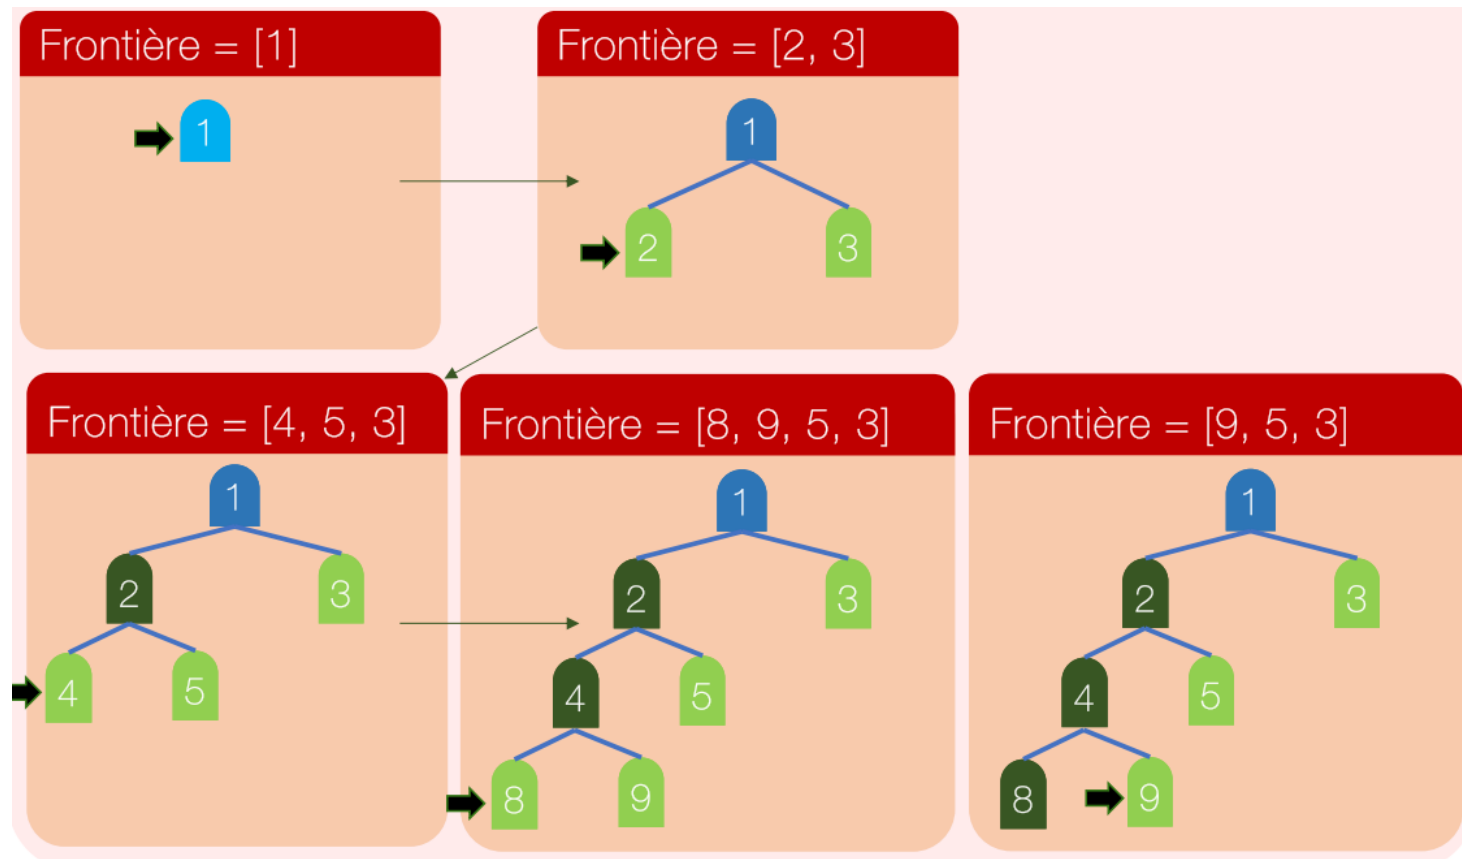 Frontière = [1]
1
Frontière = [2, 3]
1
2 3
Frontière = [4, 5, 3]
1
2 3
4 5
Frontière = [8, 9, 5, 3]
1
2 3
4 5
8 9
Frontière = [9, 5, 3]
1
2 3
4 5
8 9